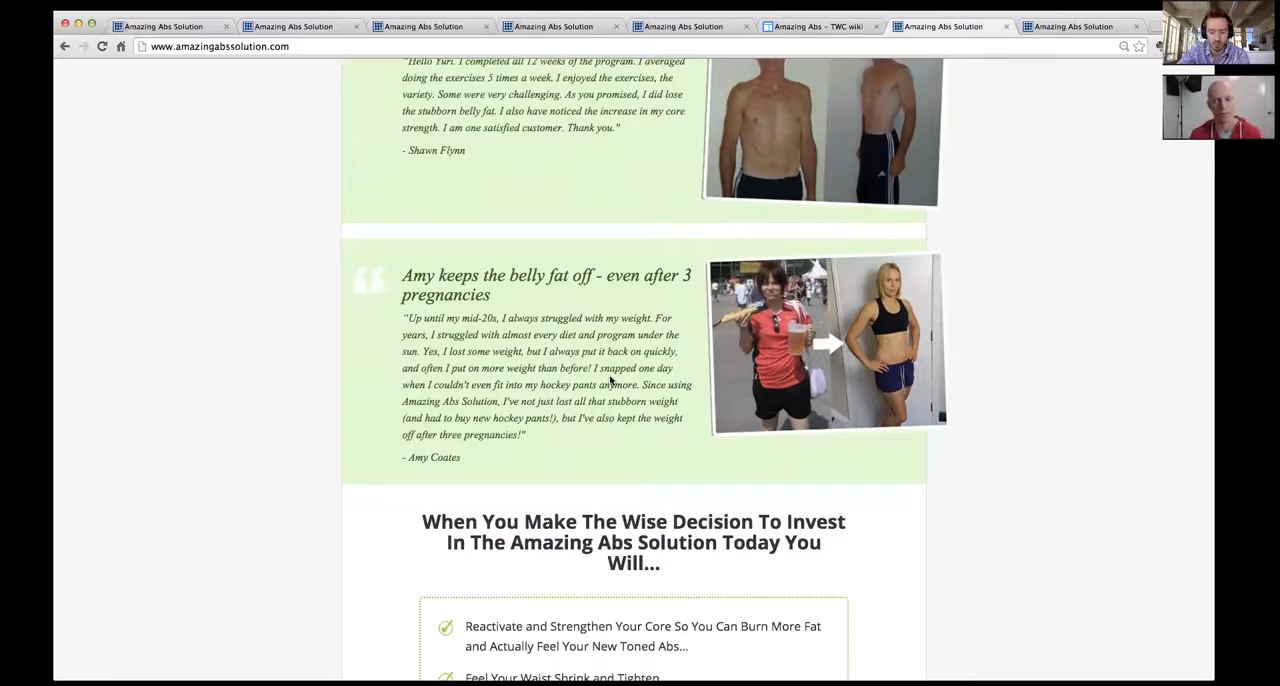 Amazing Abs Solution
Amazing Abs Solution
Amazing Abs Solution
Amazing Abs Solution
Amazing Abs Solution
Amazing Abs – TWC wiki
Amazing Abs Solution
Amazing Abs Solution
www.amazingabssolution.com
"Hello Yuri. I completed all 12 weeks of the program. I averaged
doing the exercises 5 times a week. I enjoyed the exercises, the
variety. Some were very challenging. As you promised, I did lose
the stubborn belly fat. I also have noticed the increase in my core
strength. I am one satisfied customer. Thank you."
- Shawn Flynn
Amy keeps the belly fat off - even after 3
pregnancies
"Up until my mid-20s, I always struggled with my weight. For
years, I struggled with almost every diet and program under the
sun. Yes, I lost some weight, but I always put it back on quickly,
and often I put on more weight than before! I snapped one day
when I couldn't even fit into my hockey pants anymore. Since using
Amazing Abs Solution, I've not just lost all that stubborn weight
(and had to buy new hockey pants!), but I've also kept the weight
off after three pregnancies!"
- Amy Coates
When You Make The Wise Decision To Invest
In The Amazing Abs Solution Today You
Will...
Reactivate and Strengthen Your Core So You Can Burn More Fat
and Actually Feel Your New Toned Abs...
Feel Your Waist Shrink and Tighten